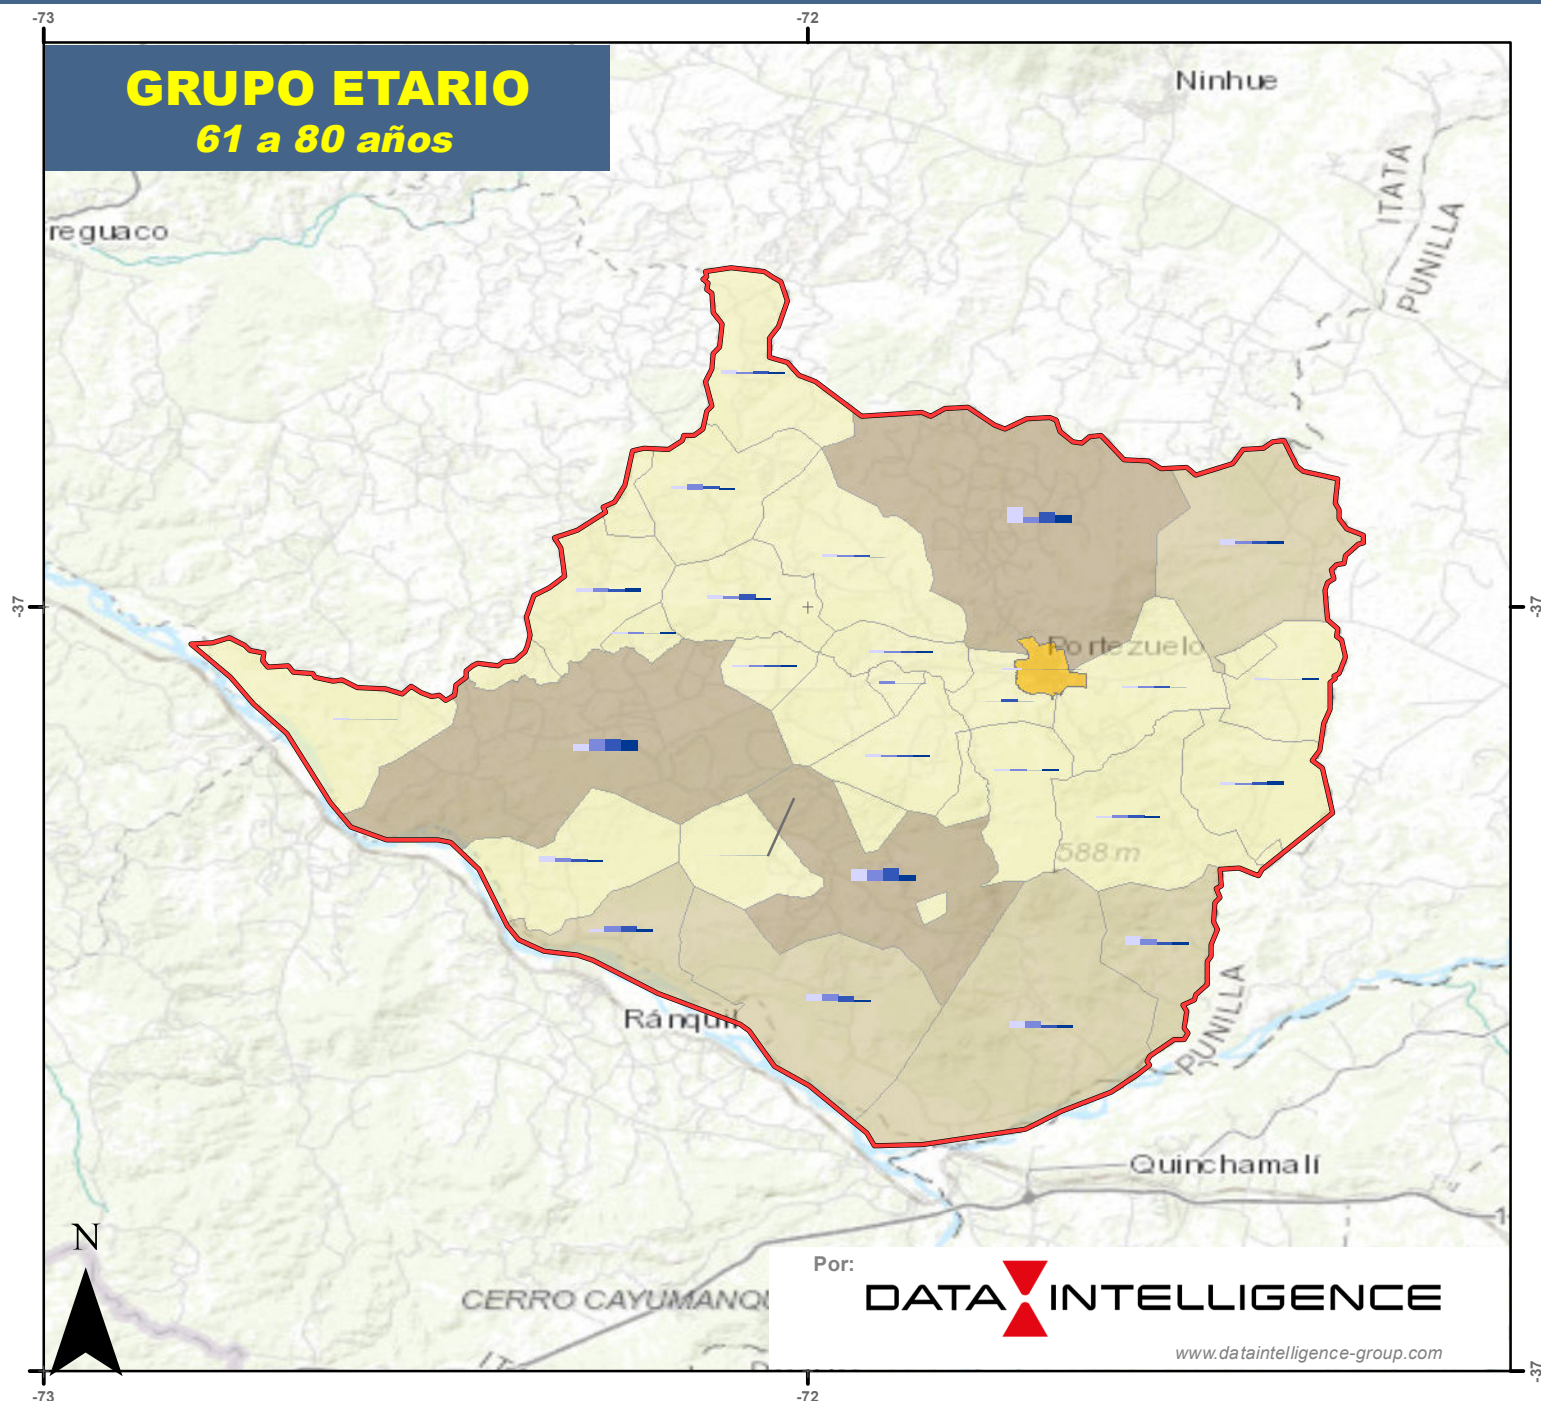 -73
-72
GRUPO ETARIO
61 a 80 años
Ninhue
ITATA
PUNILLA
reguaco
-37
-37
Portezuelo
588 m
Ránquil
PUNILLA
Quinchamalí
N
CERRO CAYUMANQU
Por:
DATA INTELLIGENCE
www.dataintelligence-group.com
-73
-72